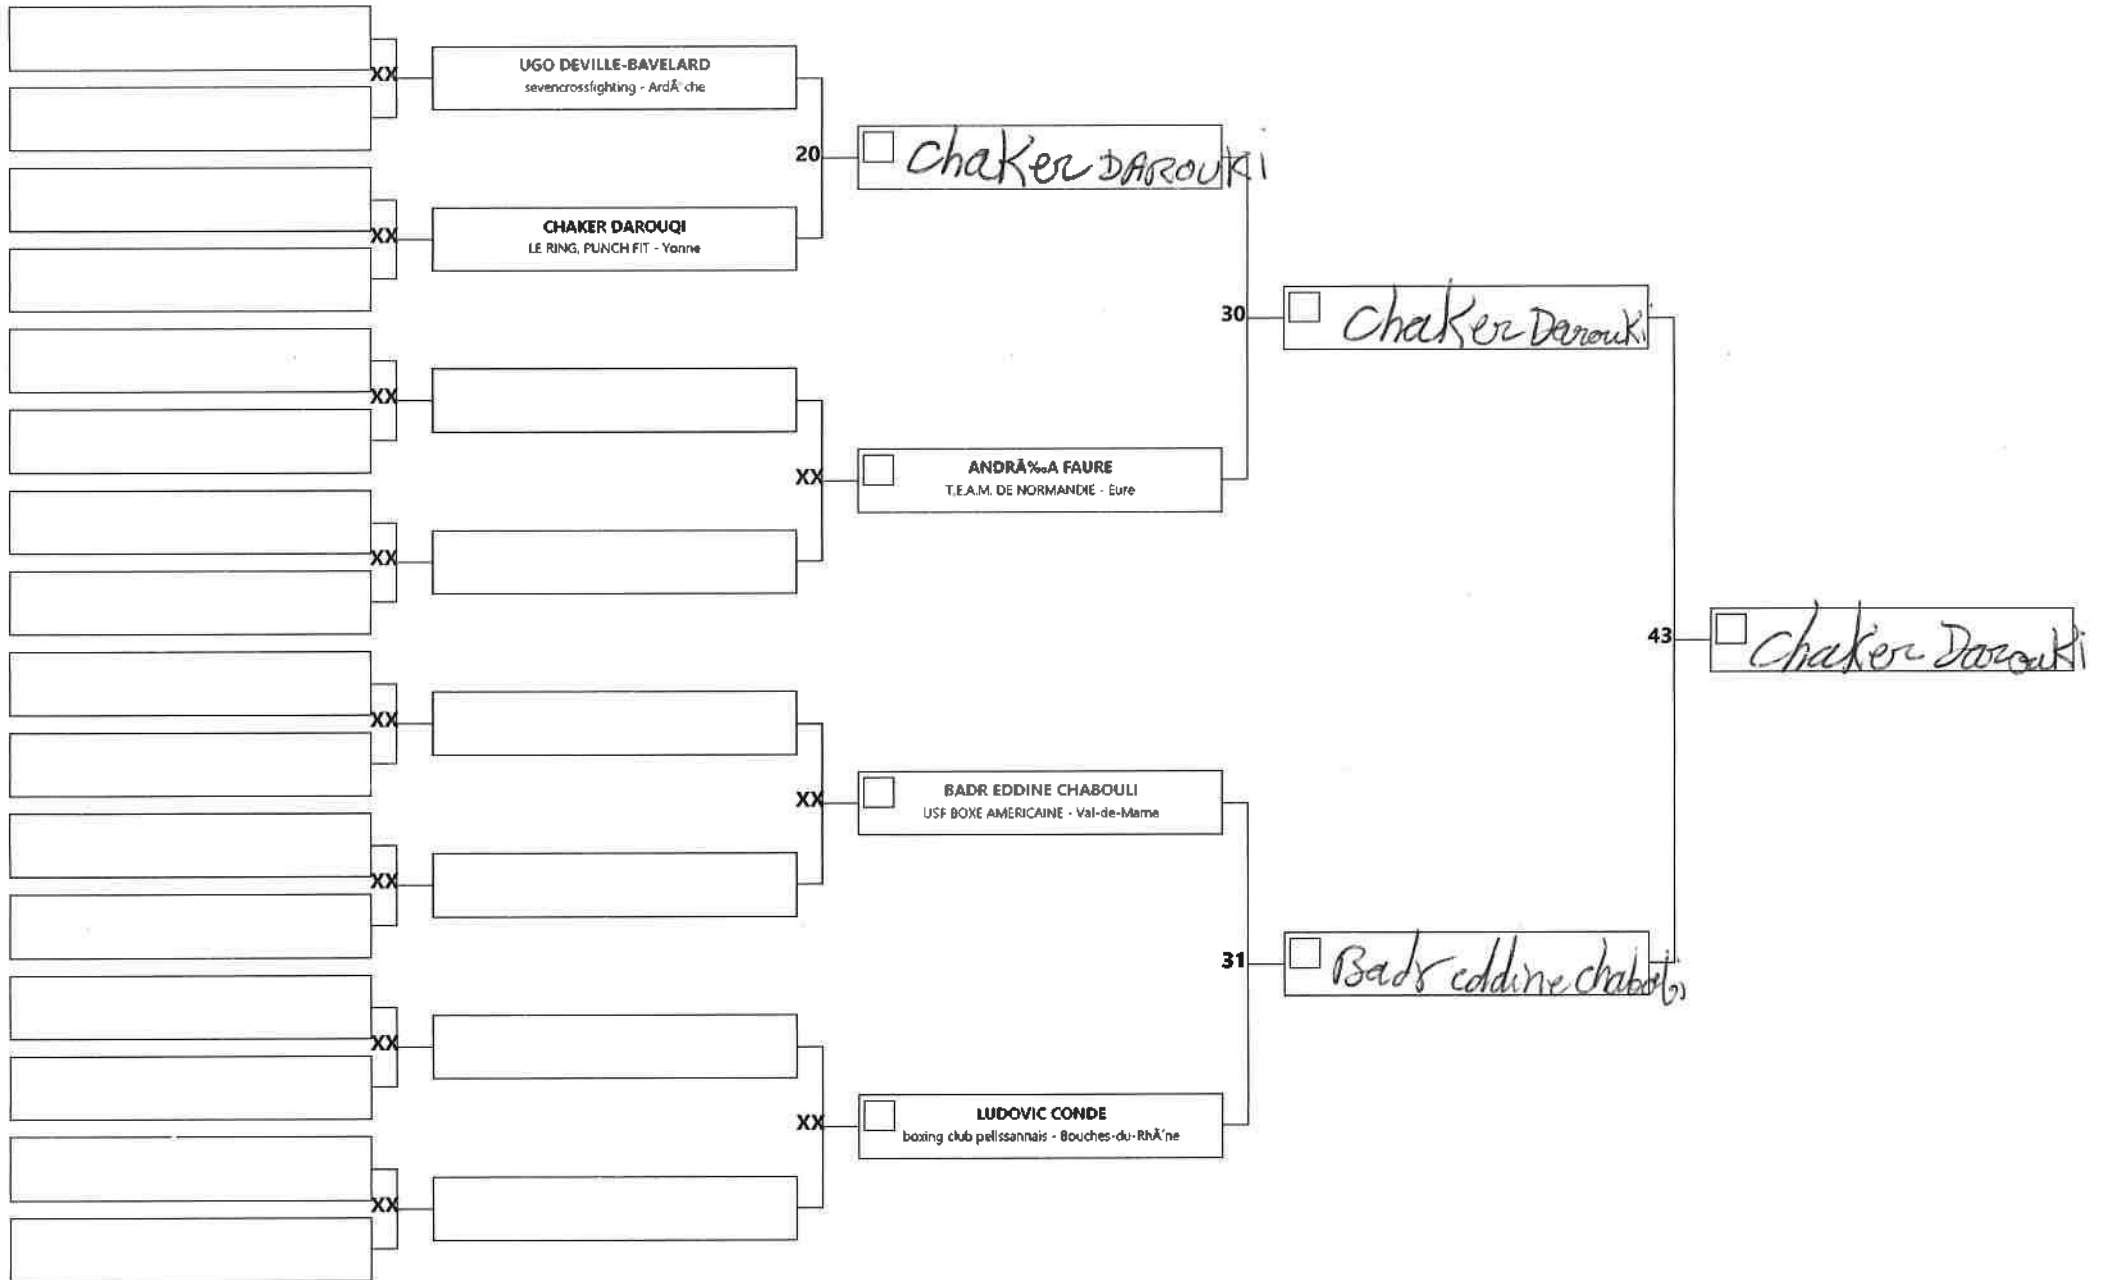 XX
UGO DEVILLE-BAVELARD
sevencrossfighting - ArdÃ¨che
20
Chaker DAROUKI
XX
CHAKER DAROUQI
LE RING, PUNCH FIT - Yonne
30
Chaker Darouki
XX
XX
ANDRÃ‰A FAURE
T.E.A.M. DE NORMANDIE - Eure
XX
43
Chaker Darouki
XX
XX
BADR EDDINE CHABOULI
USF BOXE AMERICAINE - Val-de-Marne
XX
31
Badr eddine
XX
XX
LUDOVIC CONDE
boxing club pelissannais - Bouches-du-RhÃ´ne
XX